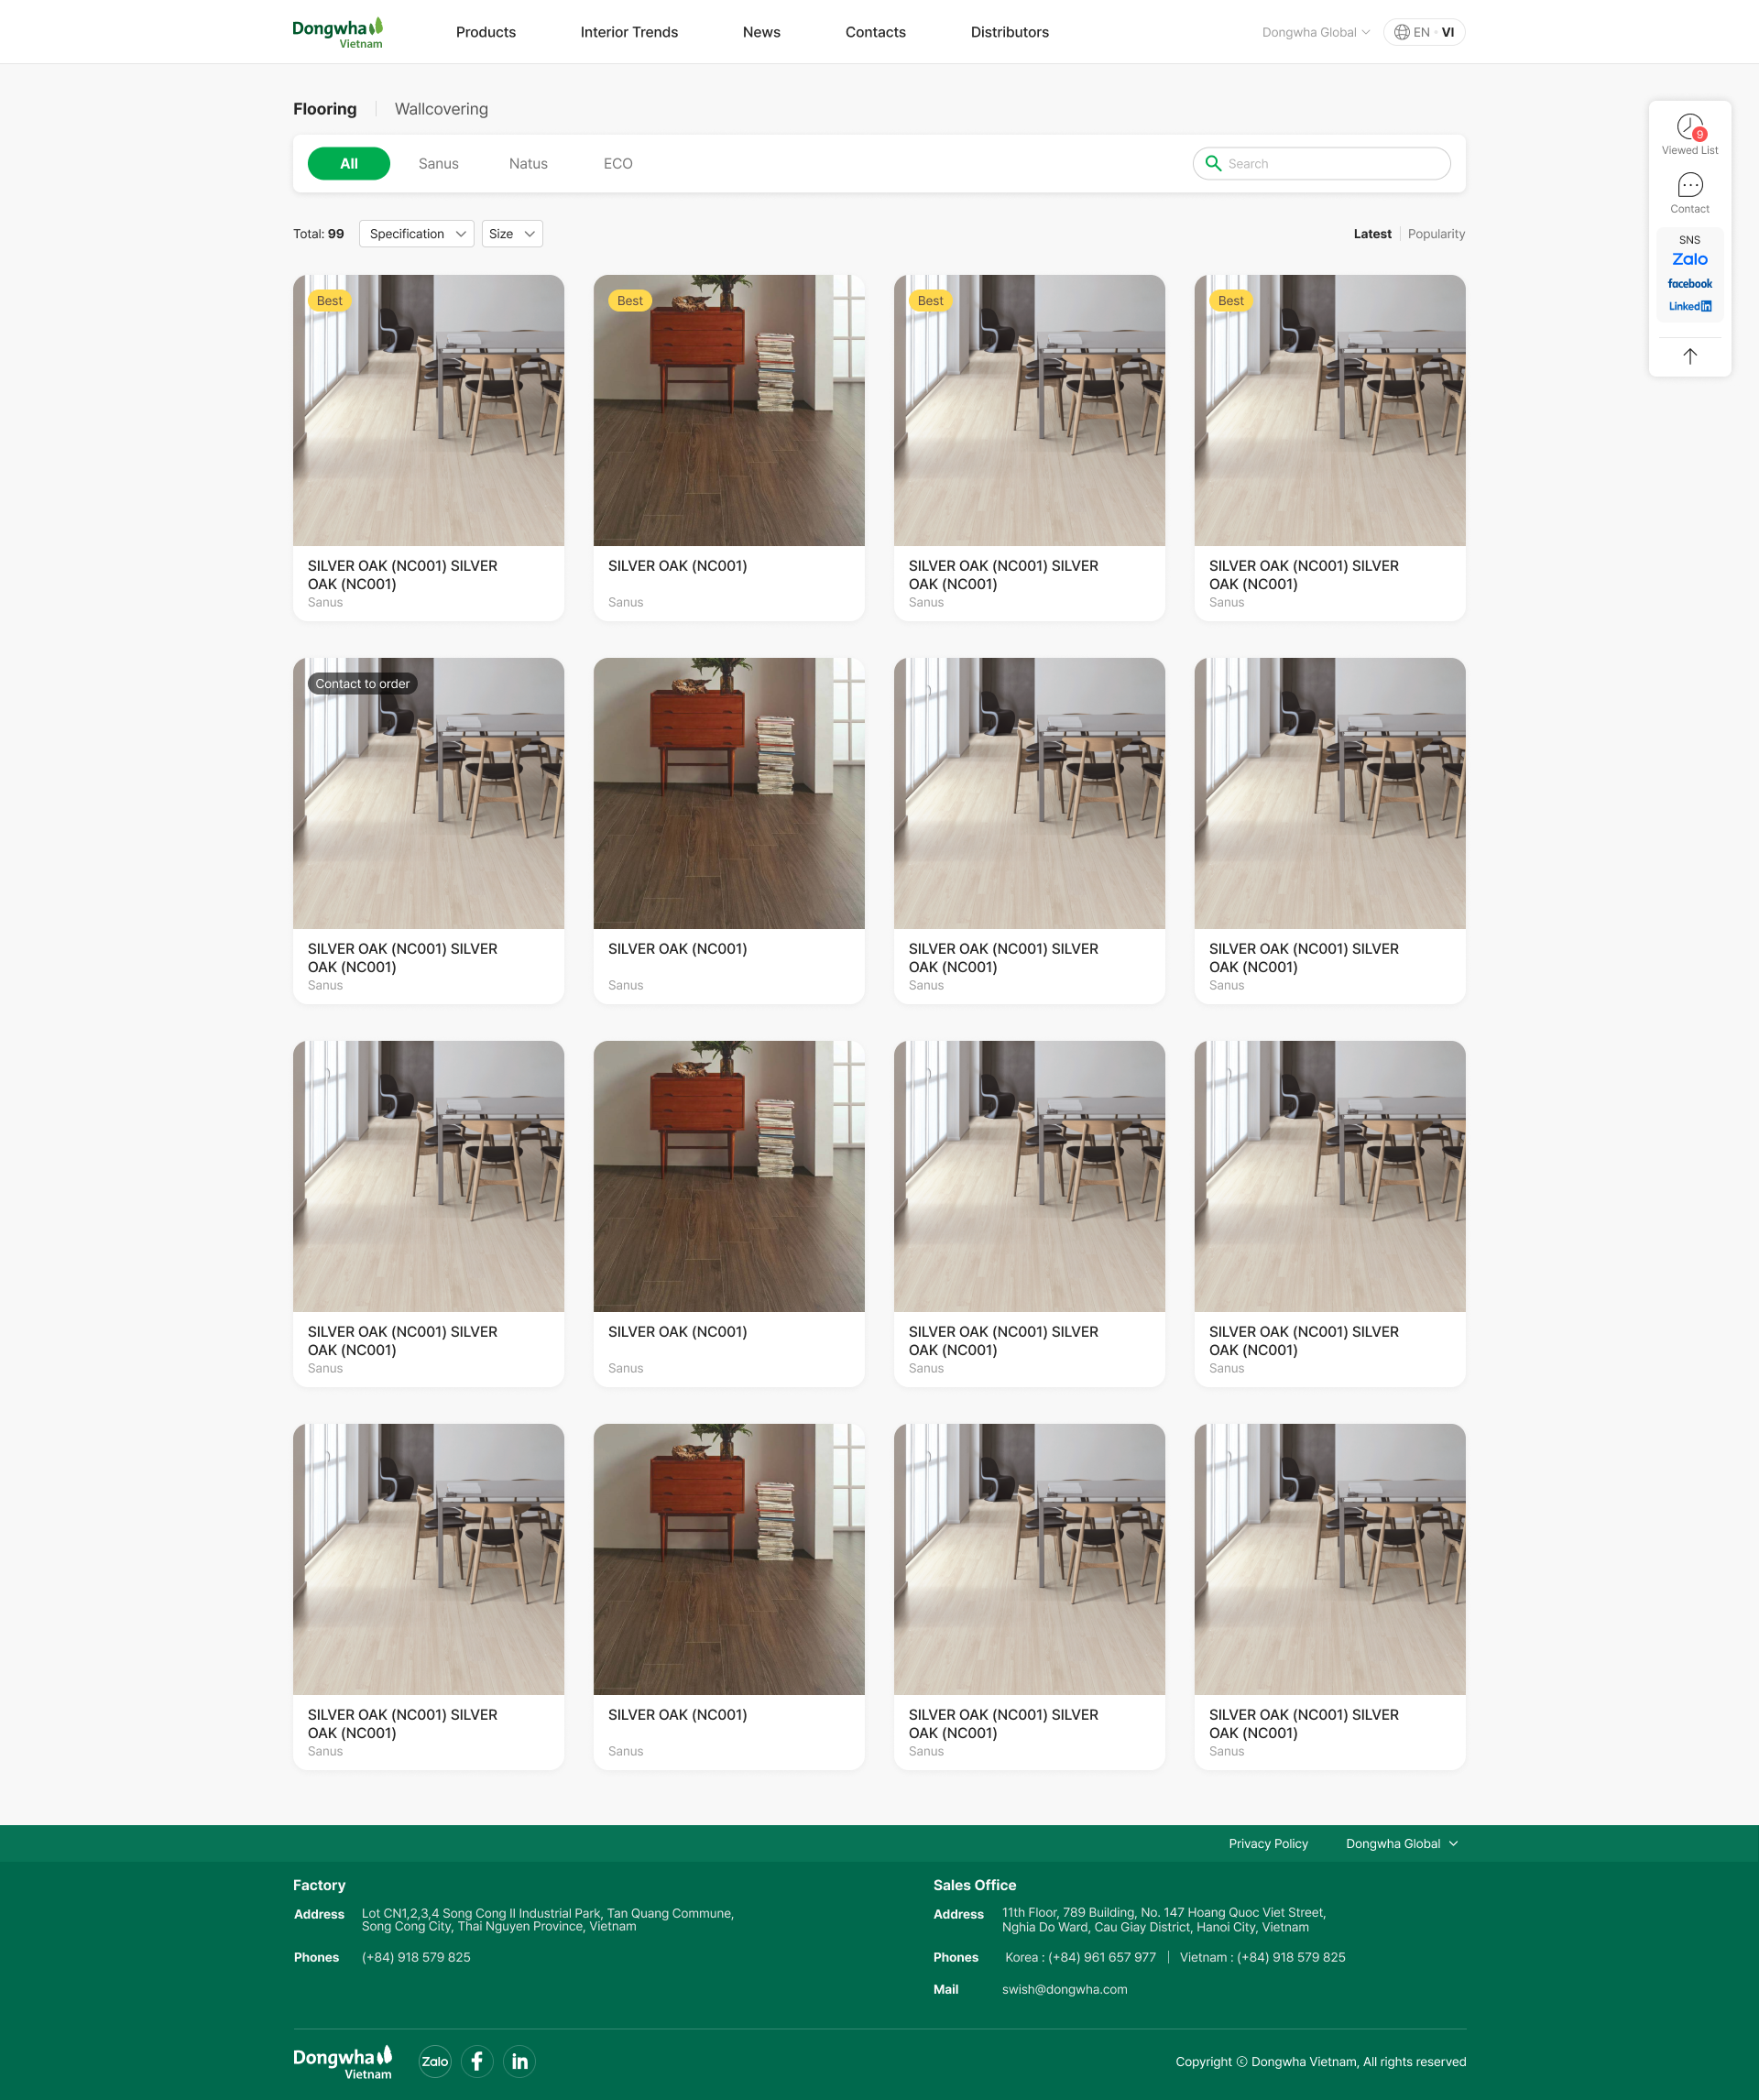 Dongwha
Vietnam
Products
Interior Trends
News
Contacts
Distributors
Dongwha Global
EN
VI
Flooring
Wallcovering
All
Sanus
Natus
ECO
Search
9
Viewed List
Contact
SNS
Zalo
facebook
Linkedin
Total: 99
Specification
Size
Latest
Popularity
Best
Best
Best
Best
SILVER OAK (NC001) SILVER
OAK (NC001)
Sanus
SILVER OAK (NC001)
Sanus
SILVER OAK (NC001) SILVER
OAK (NC001)
Sanus
SILVER OAK (NC001) SILVER
OAK (NC001)
Sanus
Contact to order
SILVER OAK (NC001) SILVER
OAK (NC001)
Sanus
SILVER OAK (NC001)
Sanus
SILVER OAK (NC001) SILVER
OAK (NC001)
Sanus
SILVER OAK (NC001) SILVER
OAK (NC001)
Sanus
SILVER OAK (NC001) SILVER
OAK (NC001)
Sanus
SILVER OAK (NC001)
Sanus
SILVER OAK (NC001) SILVER
OAK (NC001)
Sanus
SILVER OAK (NC001) SILVER
OAK (NC001)
Sanus
SILVER OAK (NC001) SILVER
OAK (NC001)
Sanus
SILVER OAK (NC001)
Sanus
SILVER OAK (NC001) SILVER
OAK (NC001)
Sanus
SILVER OAK (NC001) SILVER
OAK (NC001)
Sanus
Privacy Policy
Dongwha Global
Factory
Address
Lot CN1,2,3,4 Song Cong II Industrial Park, Tan Quang Commune,
Song Cong City, Thai Nguyen Province, Vietnam
Phones
(+84) 918 579 825
Sales Office
Address
11th Floor, 789 Building, No. 147 Hoang Quoc Viet Street,
Nghia Do Ward, Cau Giay District, Hanoi City, Vietnam
Phones
Korea : (+84) 961 657 977 | Vietnam : (+84) 918 579 825
Mail
swish@dongwha.com
Dongwha
Vietnam
Zalo
f
in
Copyright ⓒ Dongwha Vietnam, All rights reserved